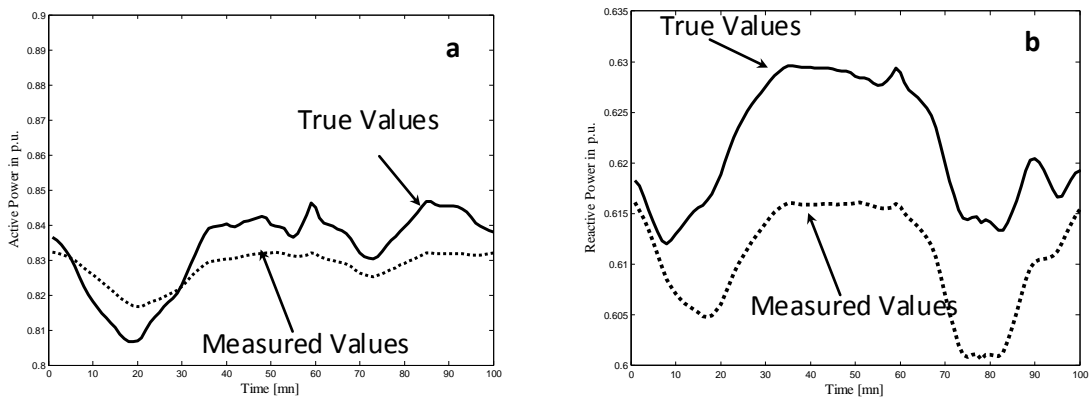 0.9
0.89
0.88
0.87
0.86
0.85
0.84
0.83
0.82
0.81
0.8
Active Power in p.u.
a
True Values
Measured Values
0 10 20 30 40 50 60 70 80 90 100
Time [mn]
0.635
0.63
0.625
0.62
0.615
0.61
0.605
0.6
Reactive Power in p.u.
True Values
b
Measured Values
0 10 20 30 40 50 60 70 80 90 100
Time [mn]